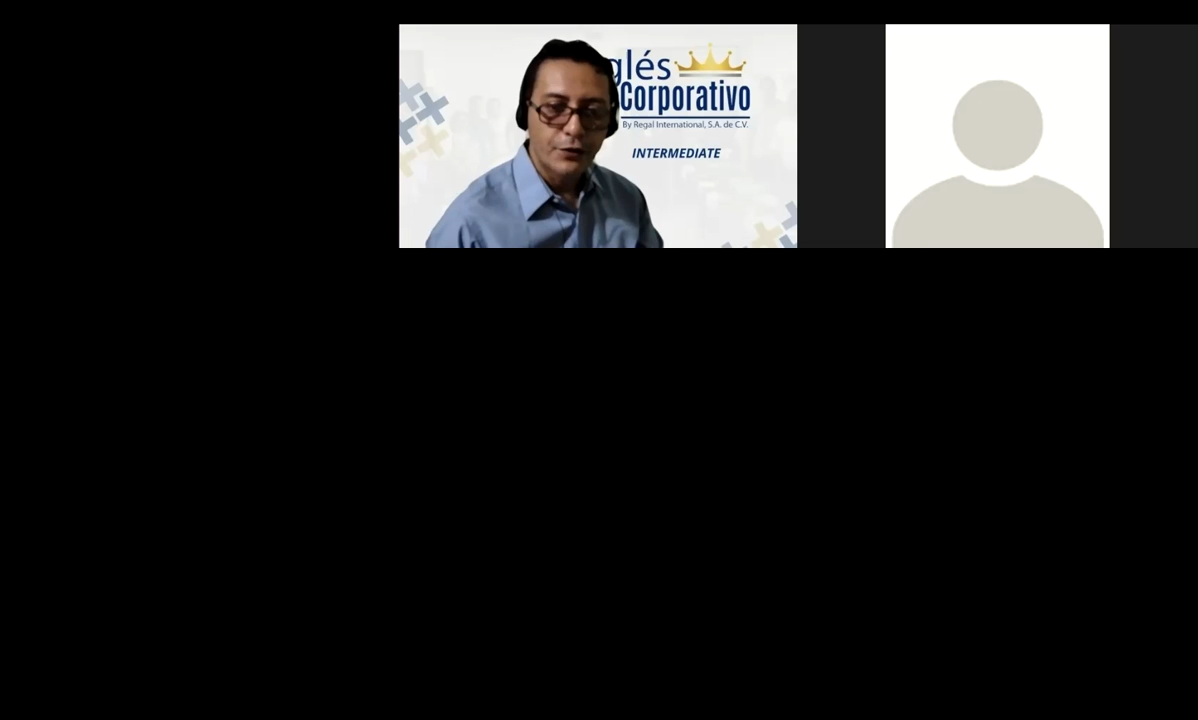 glés
Corporativo
By Regal International, S.A. de C.V.
INTERMEDIATE